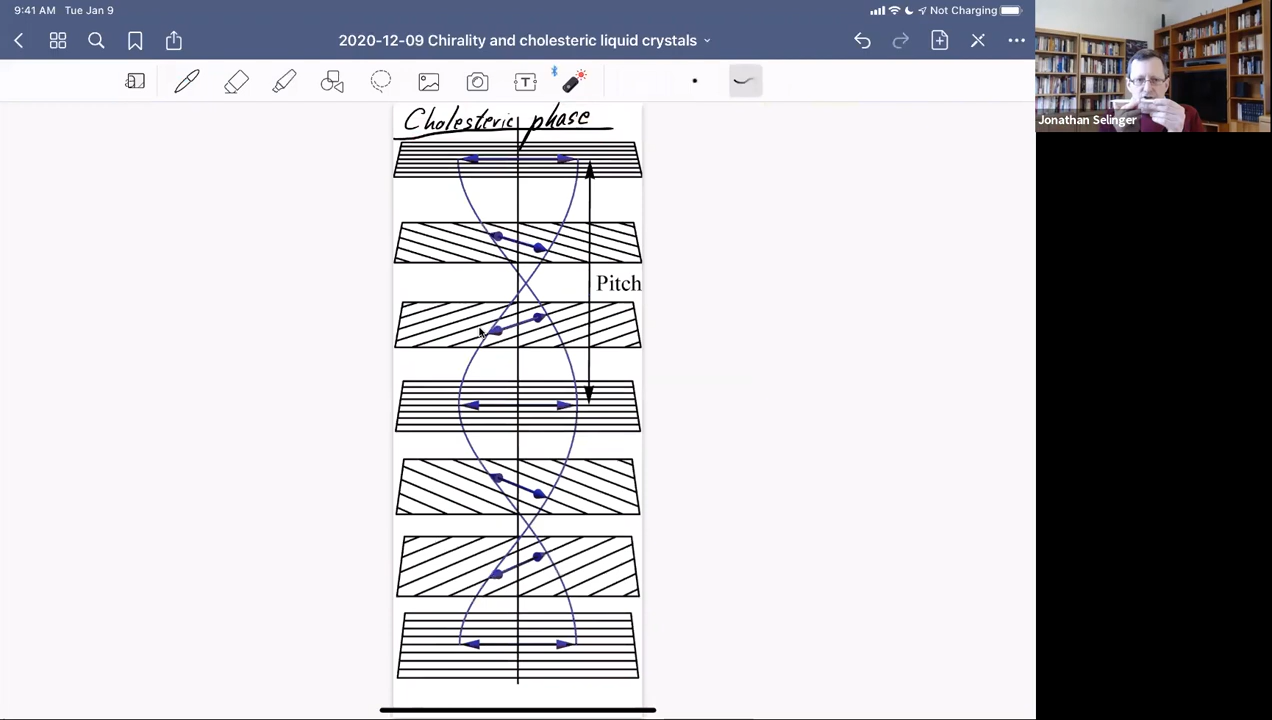 9:41 AM Tue Jan 9
Not Charging
2020-12-09 Chirality and cholesteric liquid crystals
T
Jonathan Selinger
Cholesteric phase
Pitch